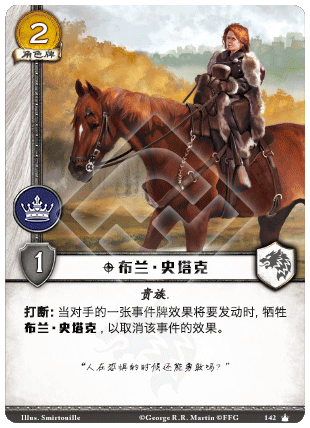 2
角色牌
1
布兰·史塔克
贵族.
打断: 当对手的一张事件牌效果将要发动时, 牺牲
布兰·史塔克, 以取消该事件的效果。
“人在恐惧的时候还能勇敢吗?”
Illus. Smirtouille ©George R.R. Martin ©FFG 142